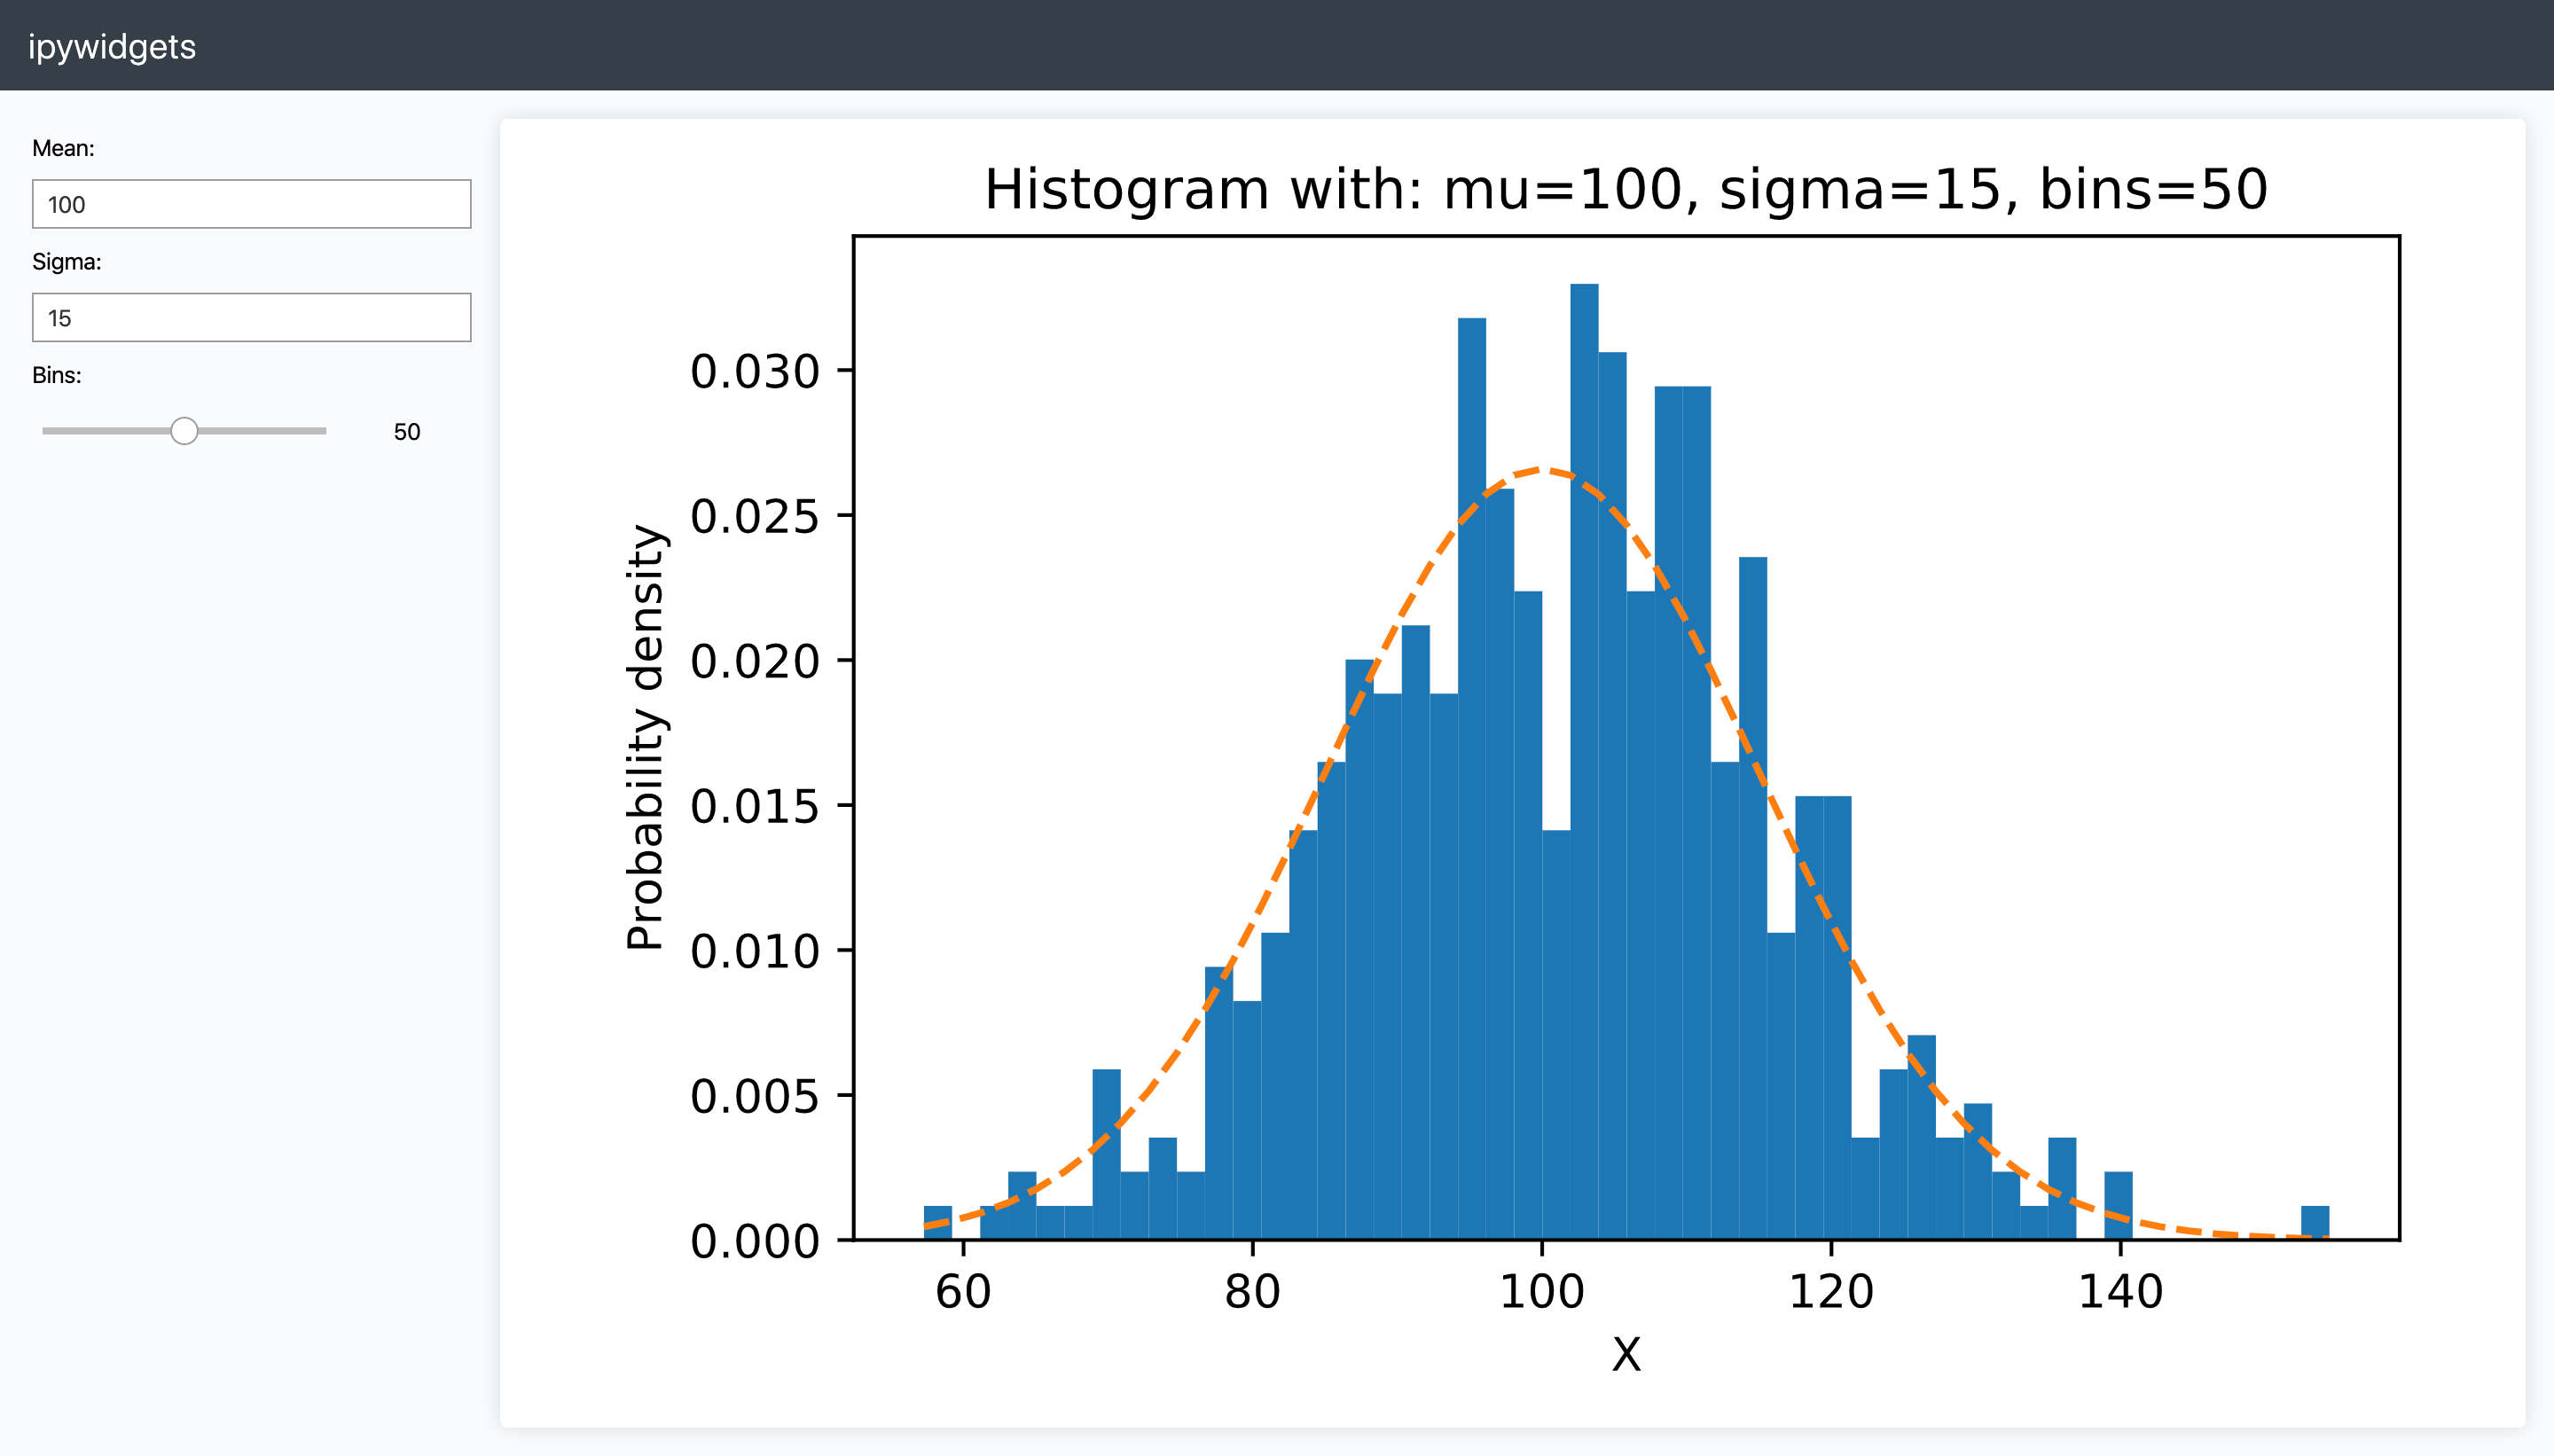 ipywidgets
Mean:
100
Sigma:
15
Bins:
50
Histogram with: mu=100, sigma=15, bins=50
Probability density
0.030
0.025
0.020
0.015
0.010
0.005
0.000
60 80 100 120 140
X